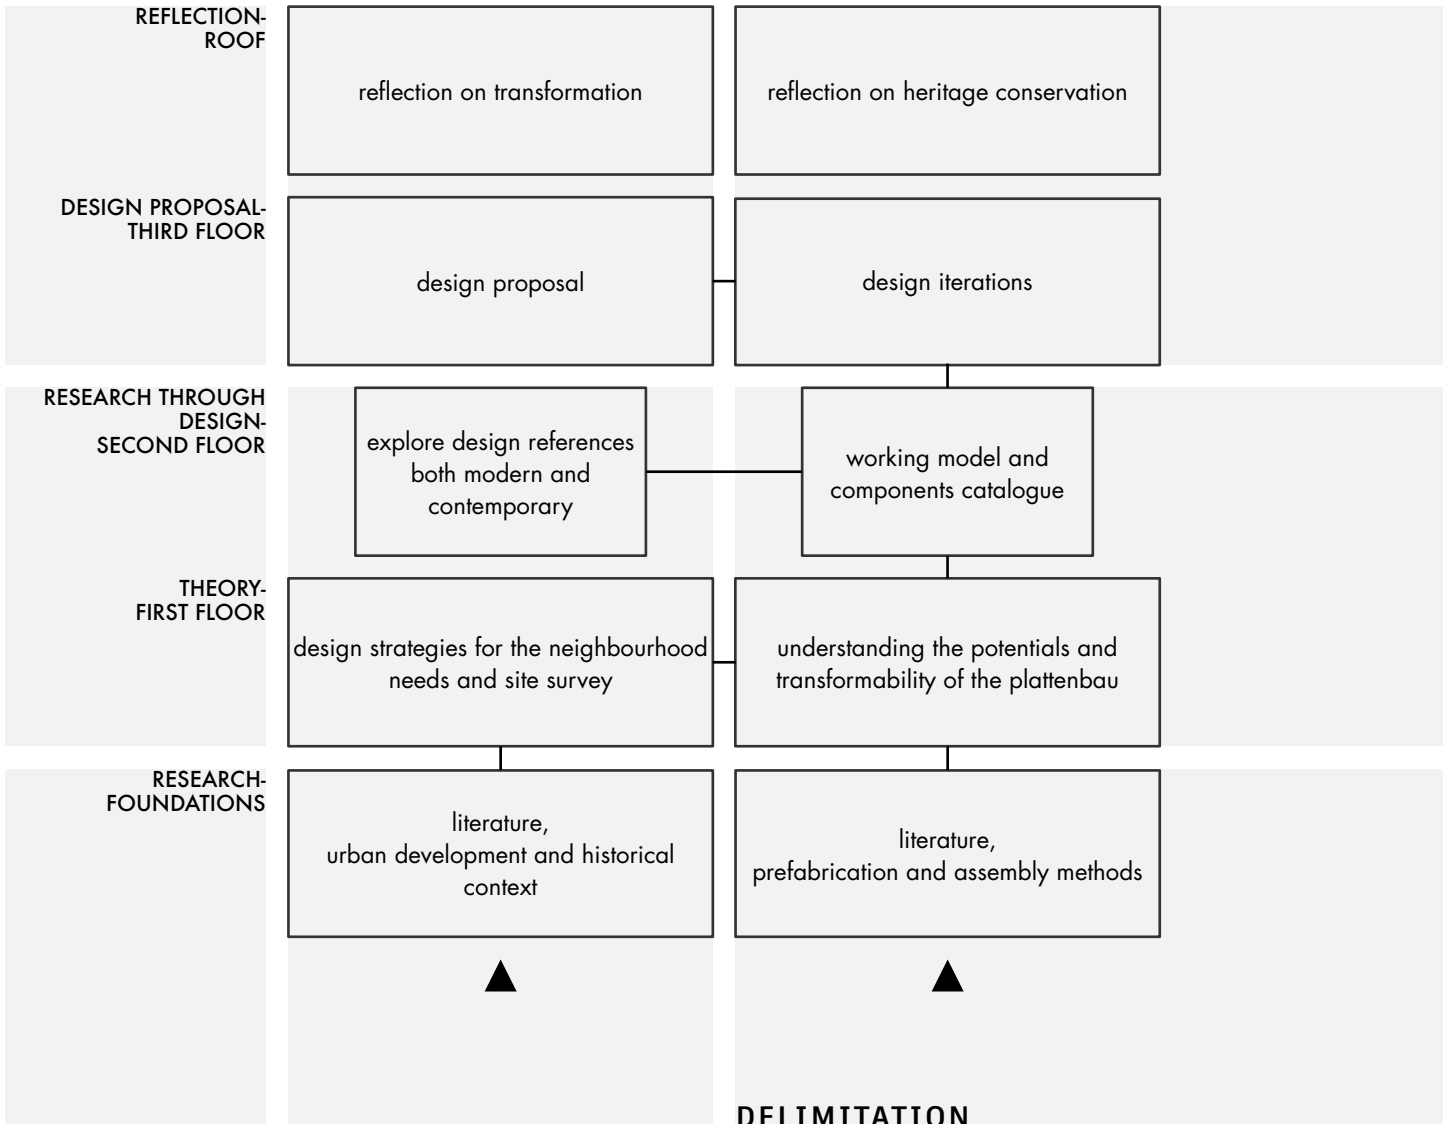 REFLECTION-
ROOF
reflection on transformation
reflection on heritage conservation
DESIGN PROPOSAL-
THIRD FLOOR
design proposal
design iterations
RESEARCH THROUGH
DESIGN-
SECOND FLOOR
explore design references
both modern and
contemporary
working model and
components catalogue
THEORY-
FIRST FLOOR
design strategies for the neighbourhood
needs and site survey
understanding the potentials and
transformability of the plattenbau
RESEARCH-
FOUNDATIONS
literature,
urban development and historical
context
literature,
prefabrication and assembly methods
DELIMITATION